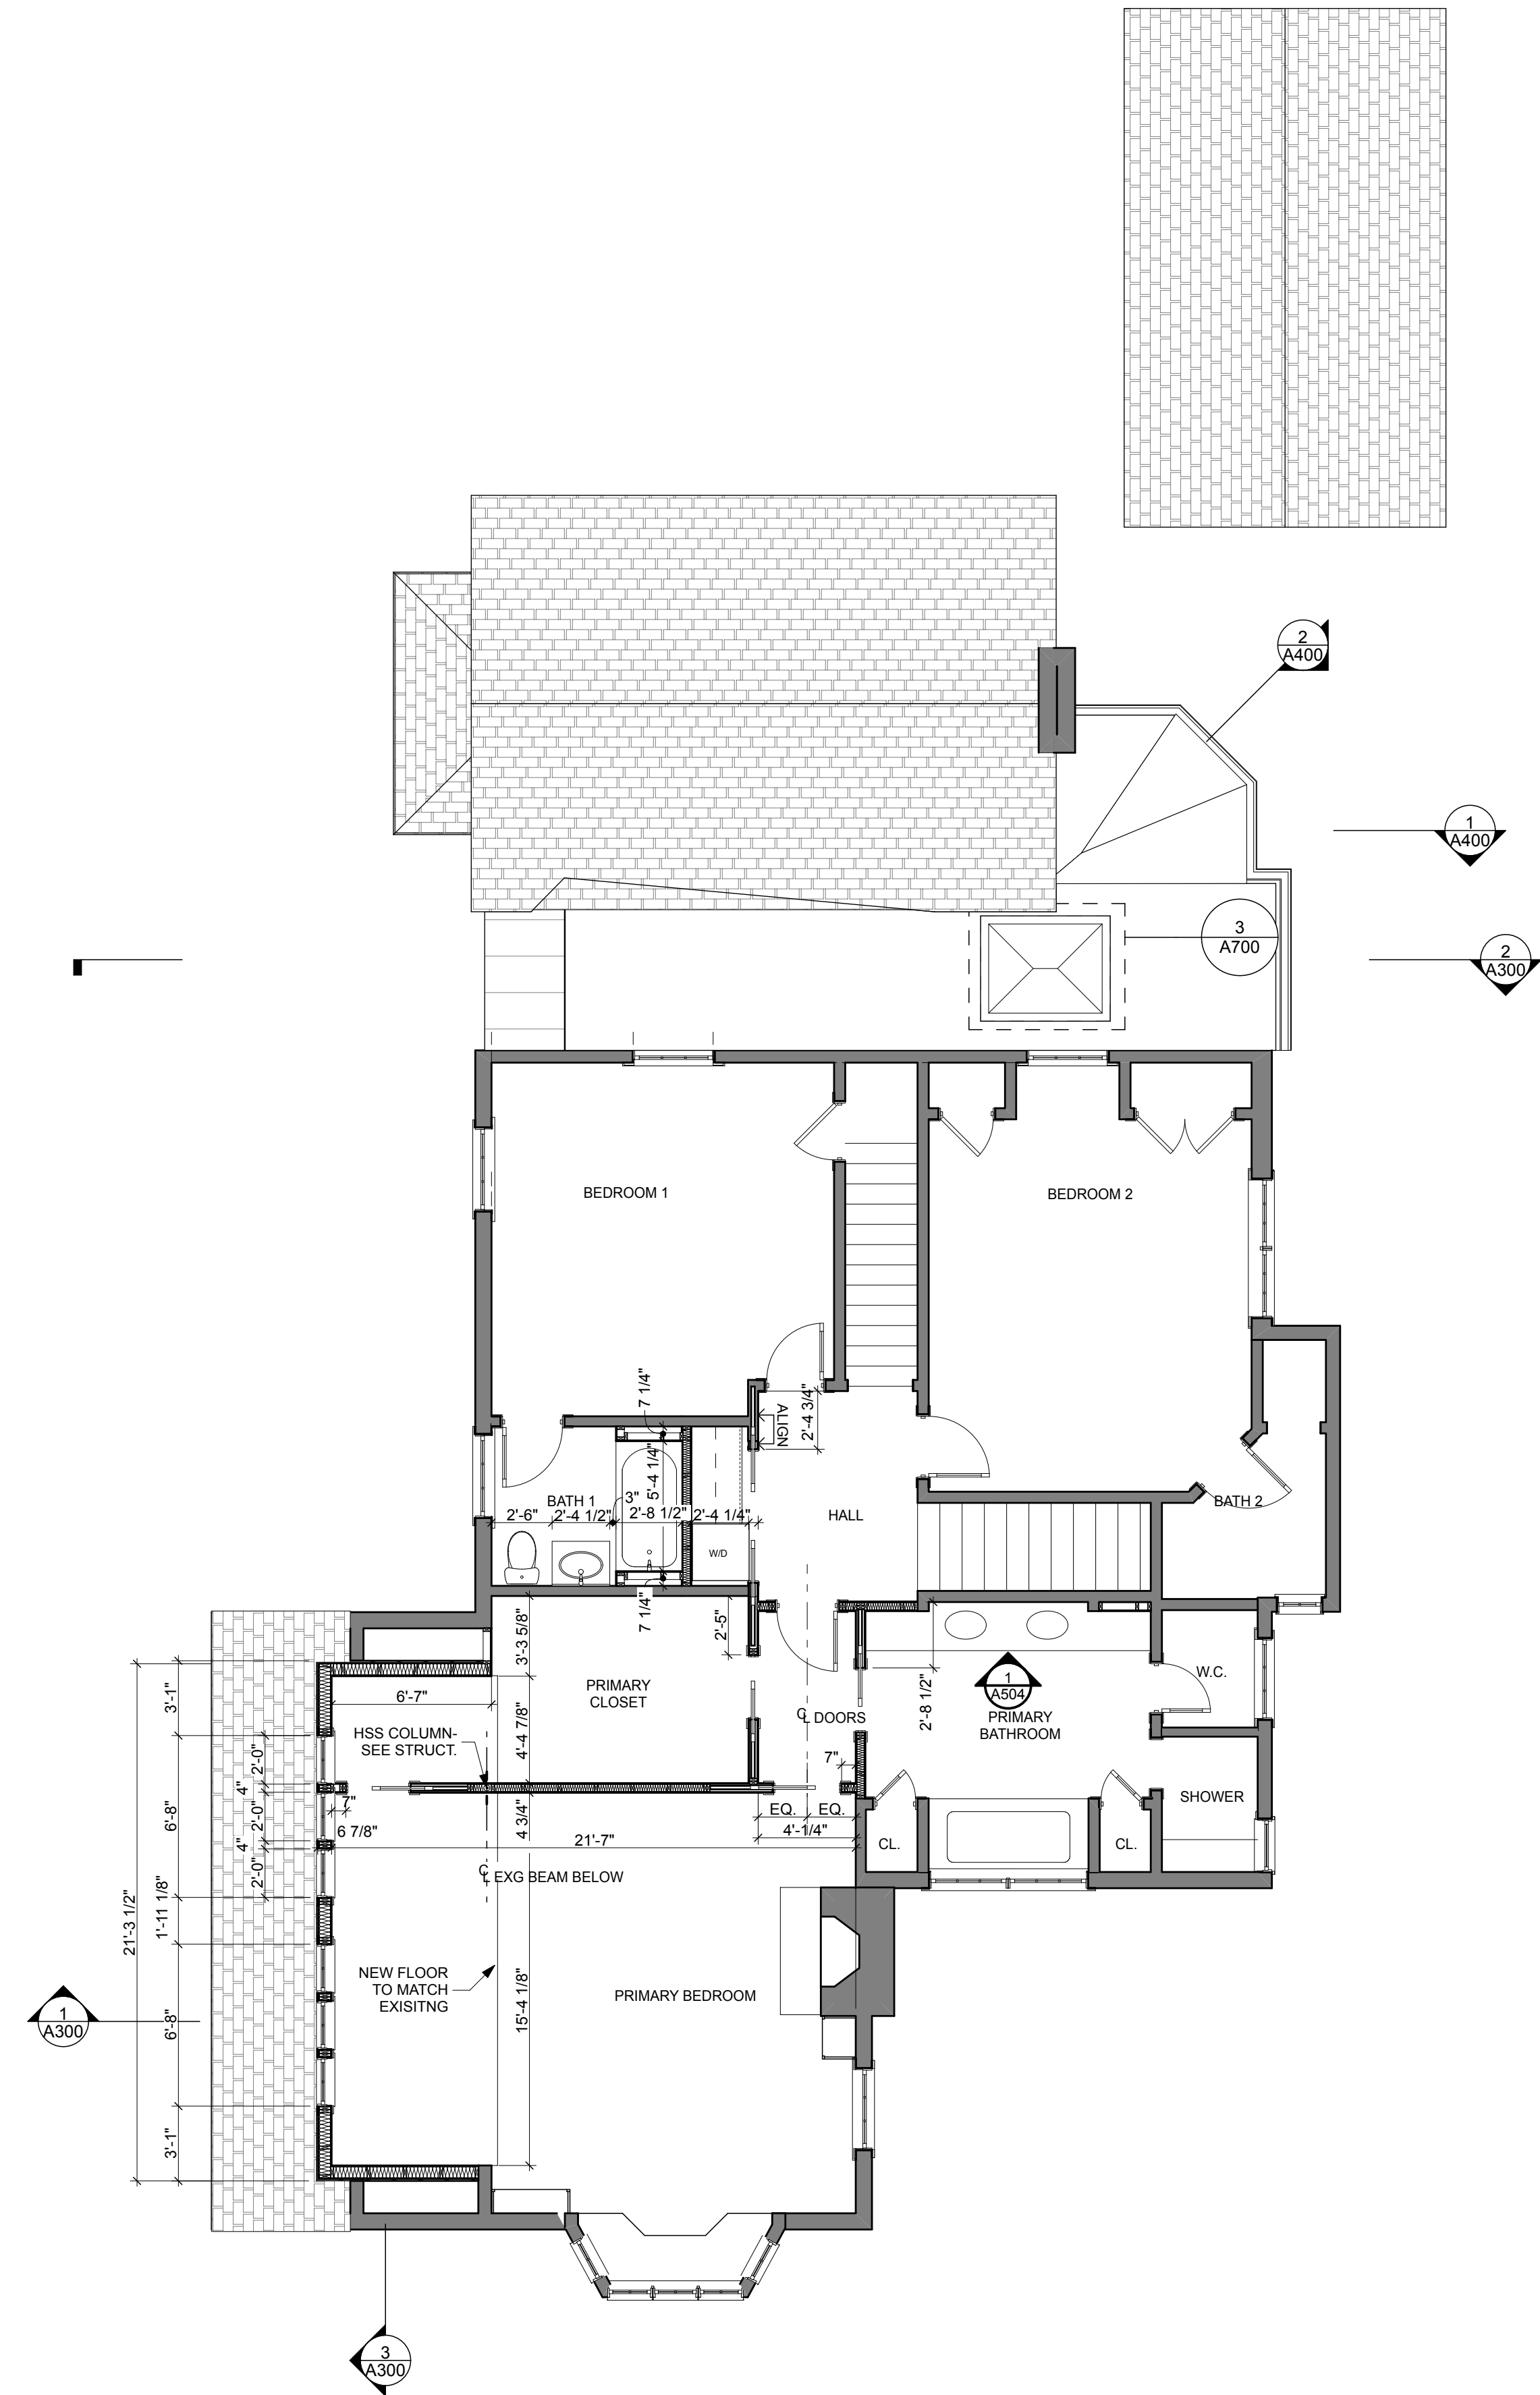 2
A400
1
A400
3
A700
2
A300
BEDROOM 1
BEDROOM 2
7 1/4"
ALIGN
2'-4 3/4"
5'-4 1/4"
BATH 1
3"
2'-6"
2'-4 1/2"
2'-8 1/2"
2'-4 1/4"
HALL
BATH 2
W/D
7 1/4"
3'-3 5/8"
2'-5"
PRIMARY
CLOSET
W.C.
1
A504
PRIMARY
BATHROOM
2'-8 1/2"
℄ DOORS
6'-7"
HSS COLUMN-
SEE STRUCT.
4'-4 7/8"
3'-1"
2'-0"
4"
7"
7"
SHOWER
6'-8"
2'-0"
4"
6 7/8"
4 3/4"
21'-7"
EQ.
EQ.
4'-1/4"
CL.
CL.
2'-0"
℄ EXG BEAM BELOW
21'-3 1/2"
1'-11 1/8"
NEW FLOOR
TO MATCH
EXISITNG
15'-4 1/8"
PRIMARY BEDROOM
1
A300
6'-8"
3'-1"
3
A300